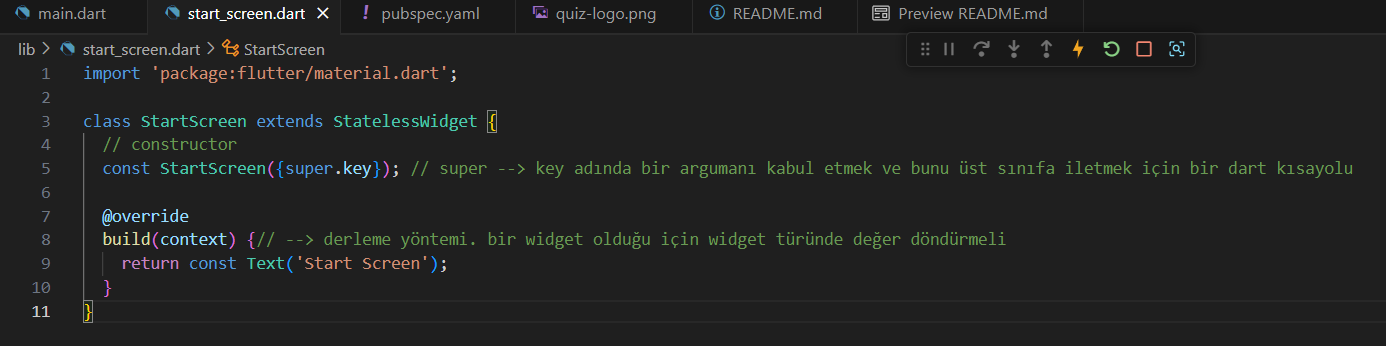 main.dart
start_screen.dart
pubspec.yaml
quiz-logo.png
README.md
Preview README.md
lib > start_screen.dart > StartScreen
1 import 'package:flutter/material.dart';
2
3 class StartScreen extends StatelessWidget {
4 // constructor
5 const StartScreen({super.key}); // super --> key adında bir argumanı kabul etmek ve bunu üst sınıfa iletmek için bir dart kısayolu
6
7 @override
8 build(context) {// --> derleme yöntemi. bir widget olduğu için widget türünde değer döndürmeli
9 return const Text('Start Screen');
10 }
11 }